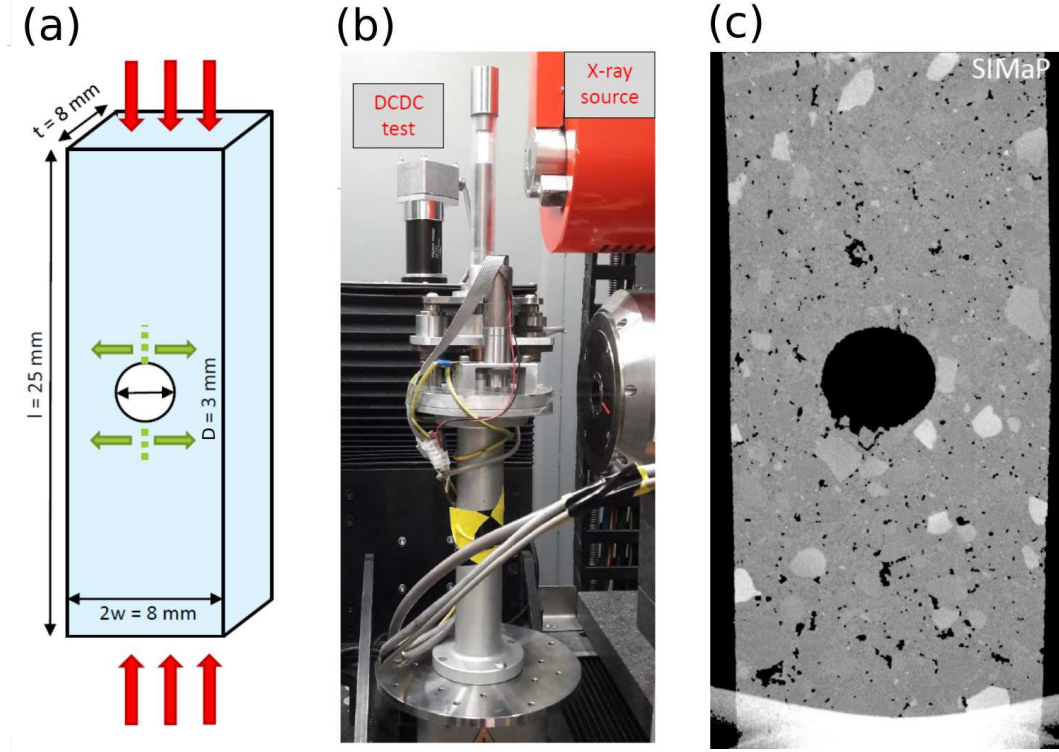 (a)
(b)
(c)
t = 8 mm
l = 25 mm
D = 3 mm
2w = 8 mm
DCDC
test
X-ray
source
SIMaP